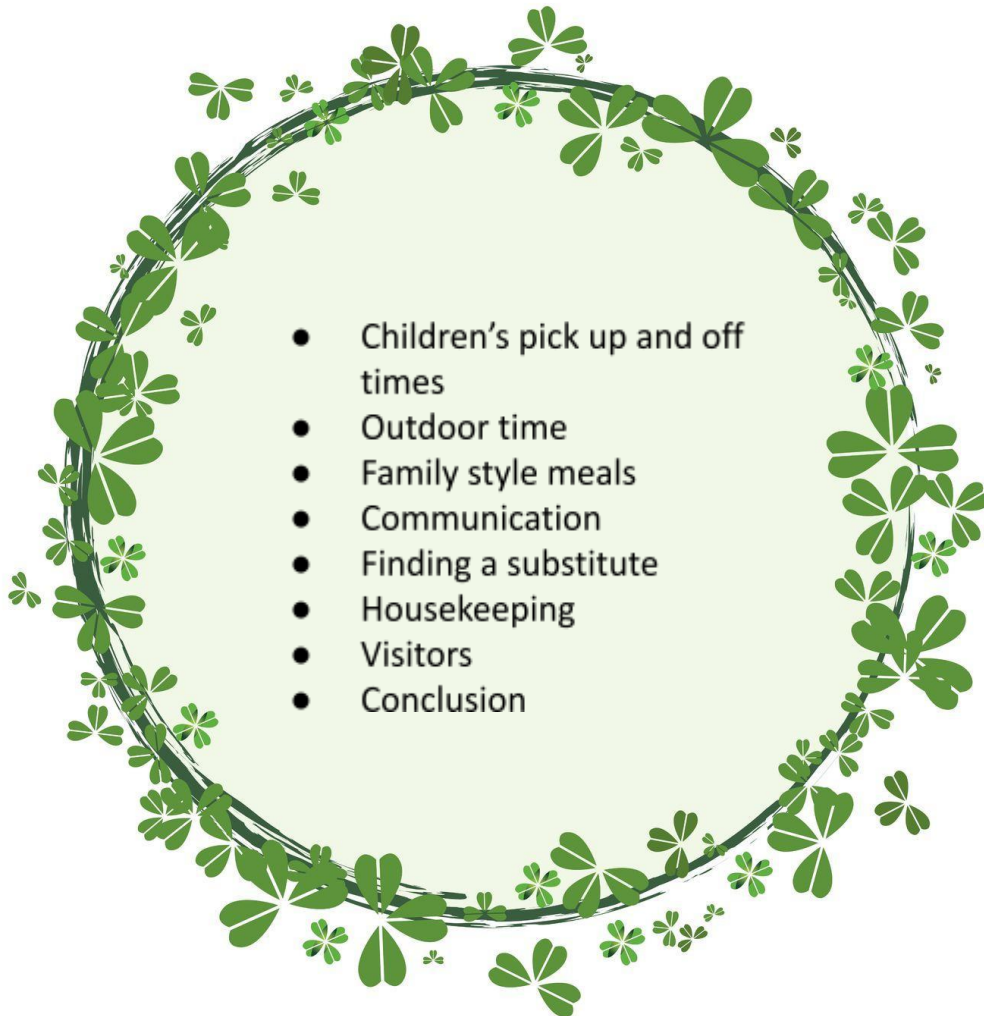 ● Children’s pick up and off
times
● Outdoor time
● Family style meals
● Communication
● Finding a substitute
● Housekeeping
● Visitors
● Conclusion